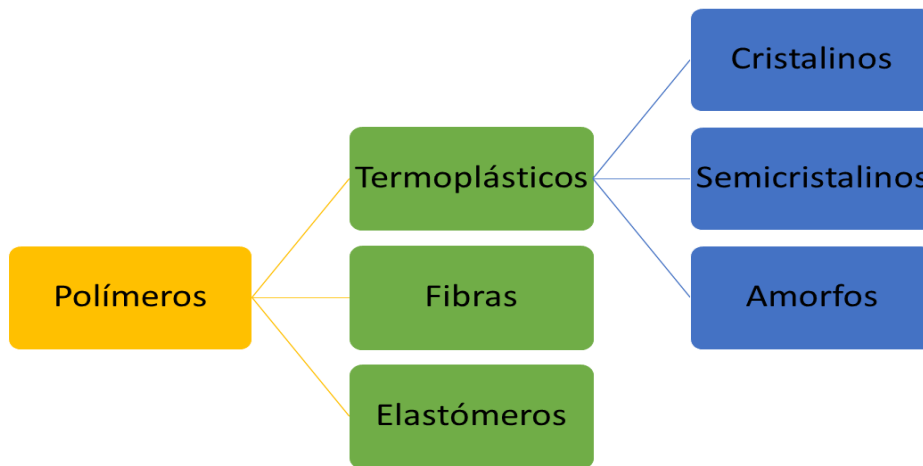 Polímeros
Termoplásticos
Fibras
Elastómeros
Cristalinos
Semicristalinos
Amorfos